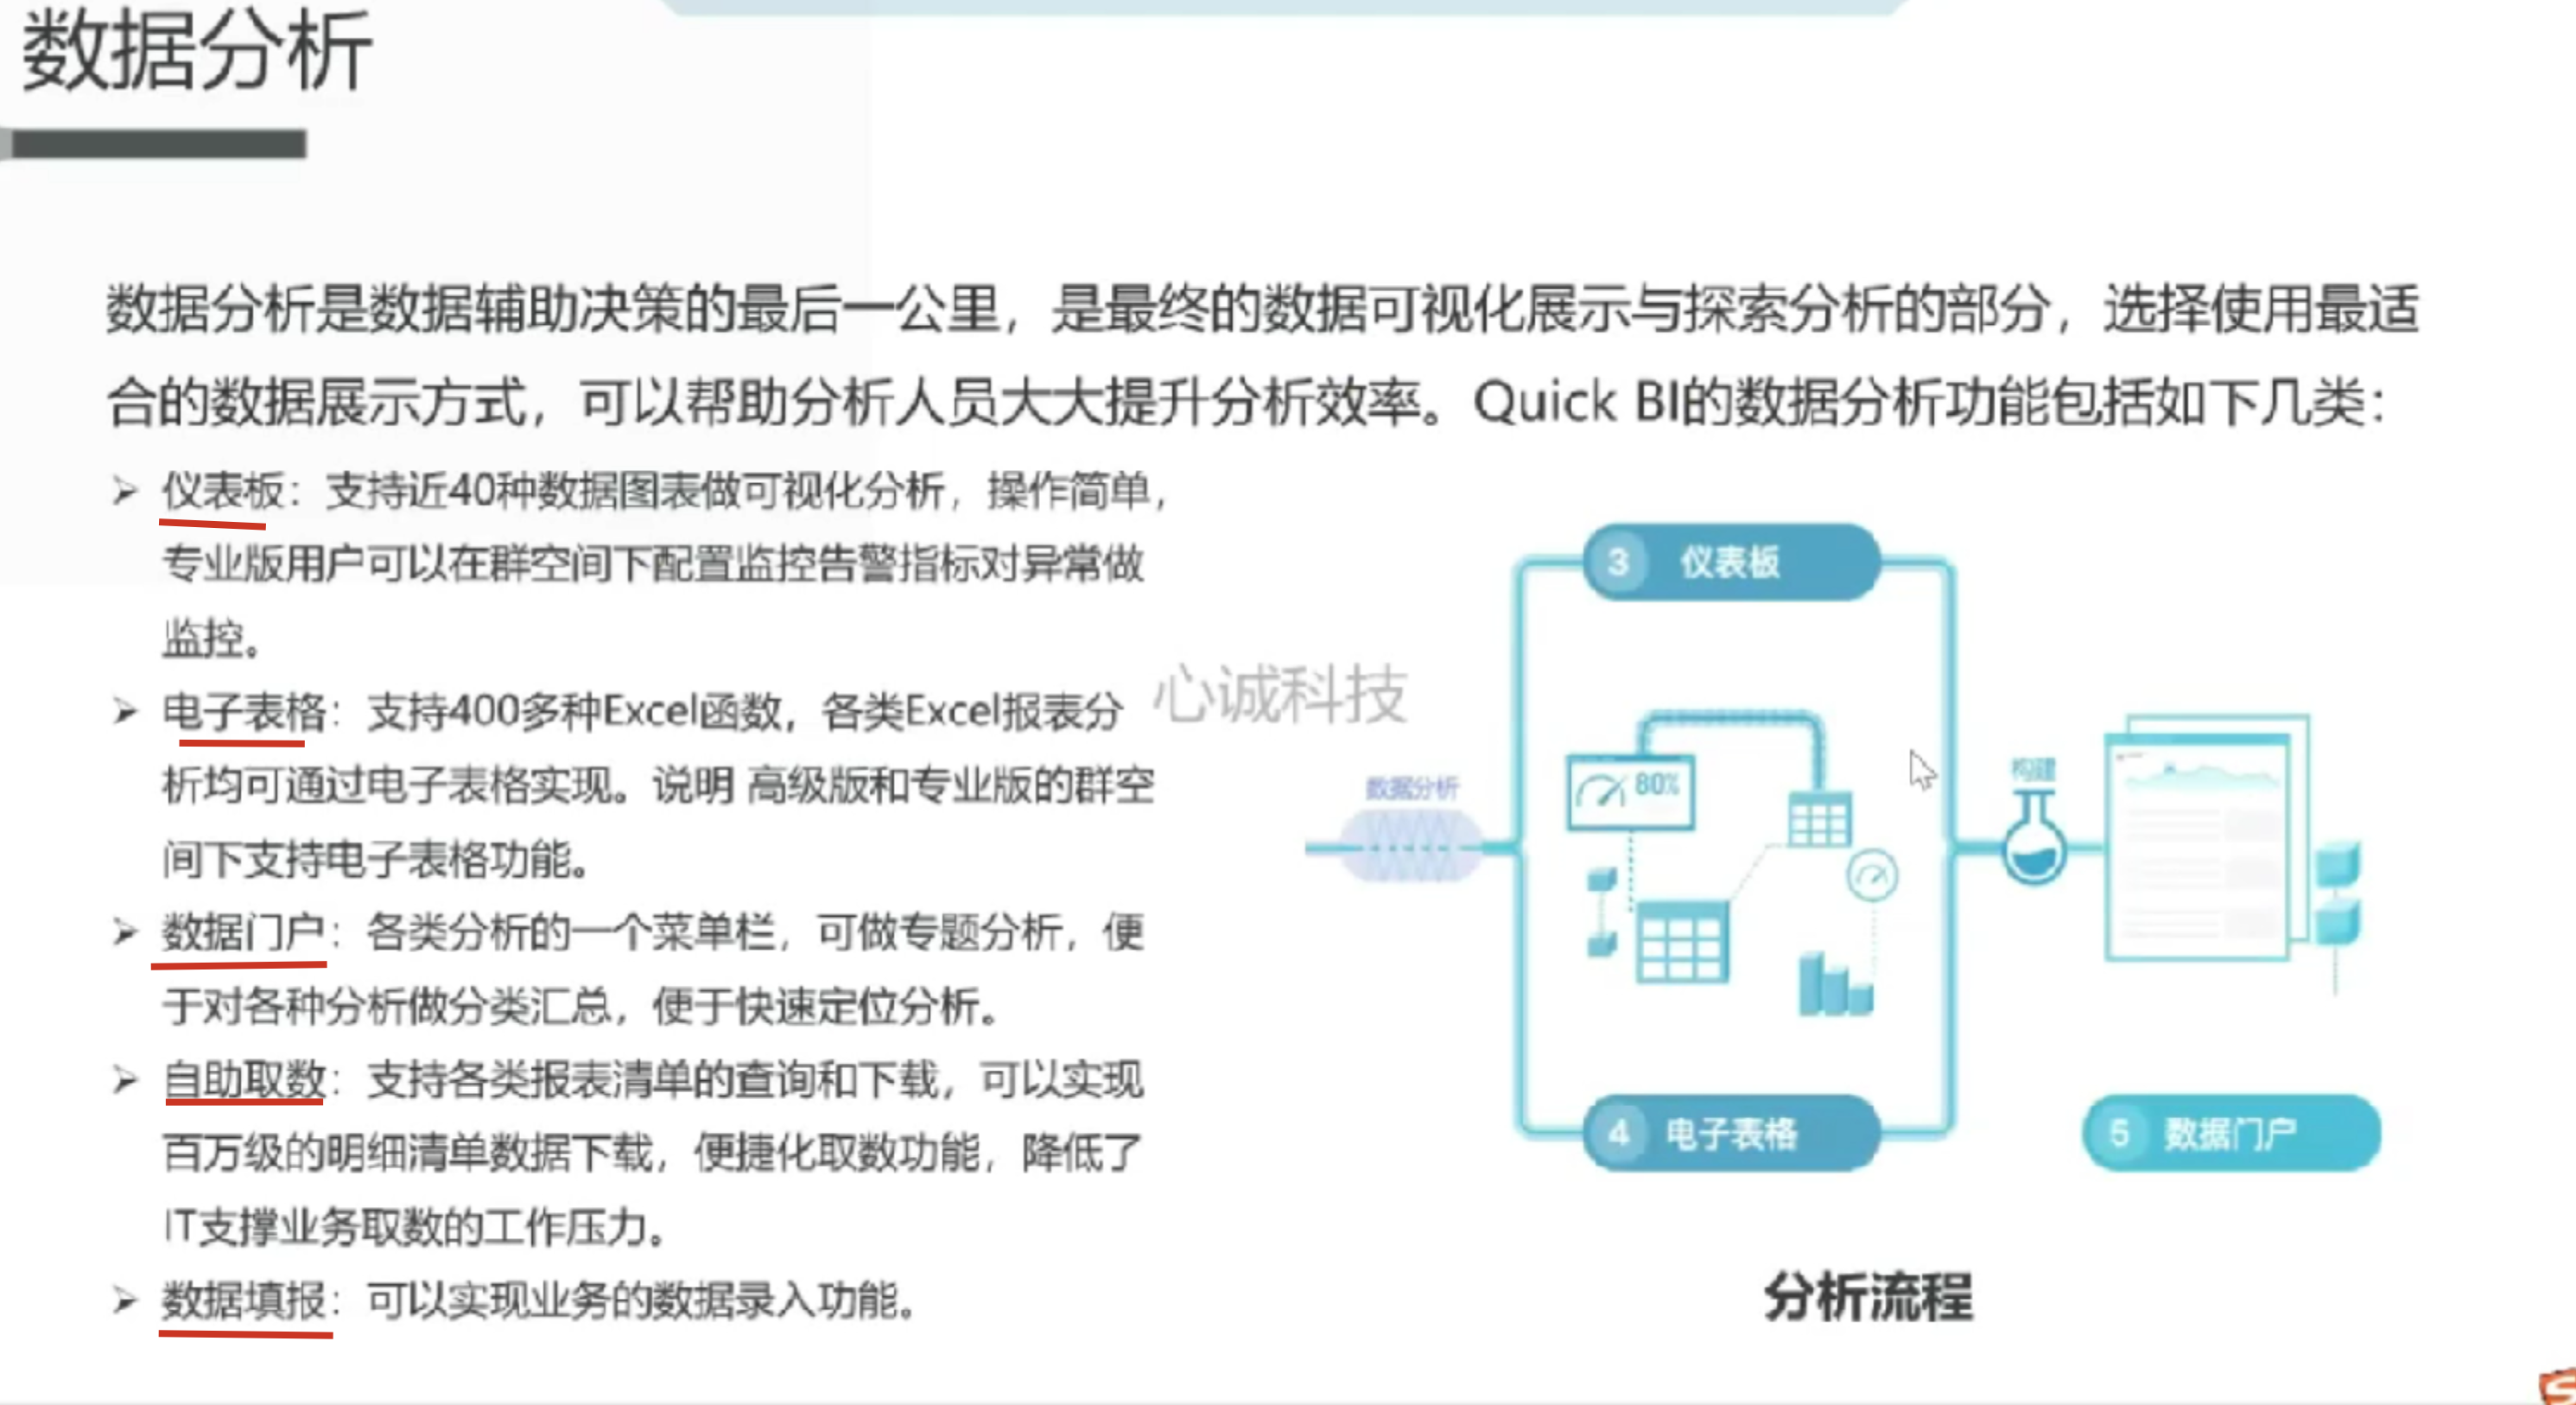 数据分析
数据分析是数据辅助决策的最后一公里，是最终的数据可视化展示与探索分析的部分，选择使用最适
合的数据展示方式，可以帮助分析人员大大提升分析效率。Quick BI的数据分析功能包括如下几类：
➢ 仪表板：支持近40种数据图表做可视化分析，操作简单，
专业版用户可以在群空间下配置监控告警指标对异常做
监控。
➢ 电子表格：支持400多种Excel函数，各类Excel报表分
析均可通过电子表格实现。说明 高级版和专业版的群空
间下支持电子表格功能。
➢ 数据门户：各类分析的一个菜单栏，可做专题分析，便
于对各种分析做分类汇总，便于快速定位分析。
➢ 自助取数：支持各类报表清单的查询和下载，可以实现
百万级的明细清单数据下载，便捷化取数功能，降低了
IT支撑业务取数的工作压力。
➢ 数据填报：可以实现业务的数据录入功能。
心诚科技
数据分析
3 仪表板
80%
构建
4 电子表格
5 数据门户
分析流程